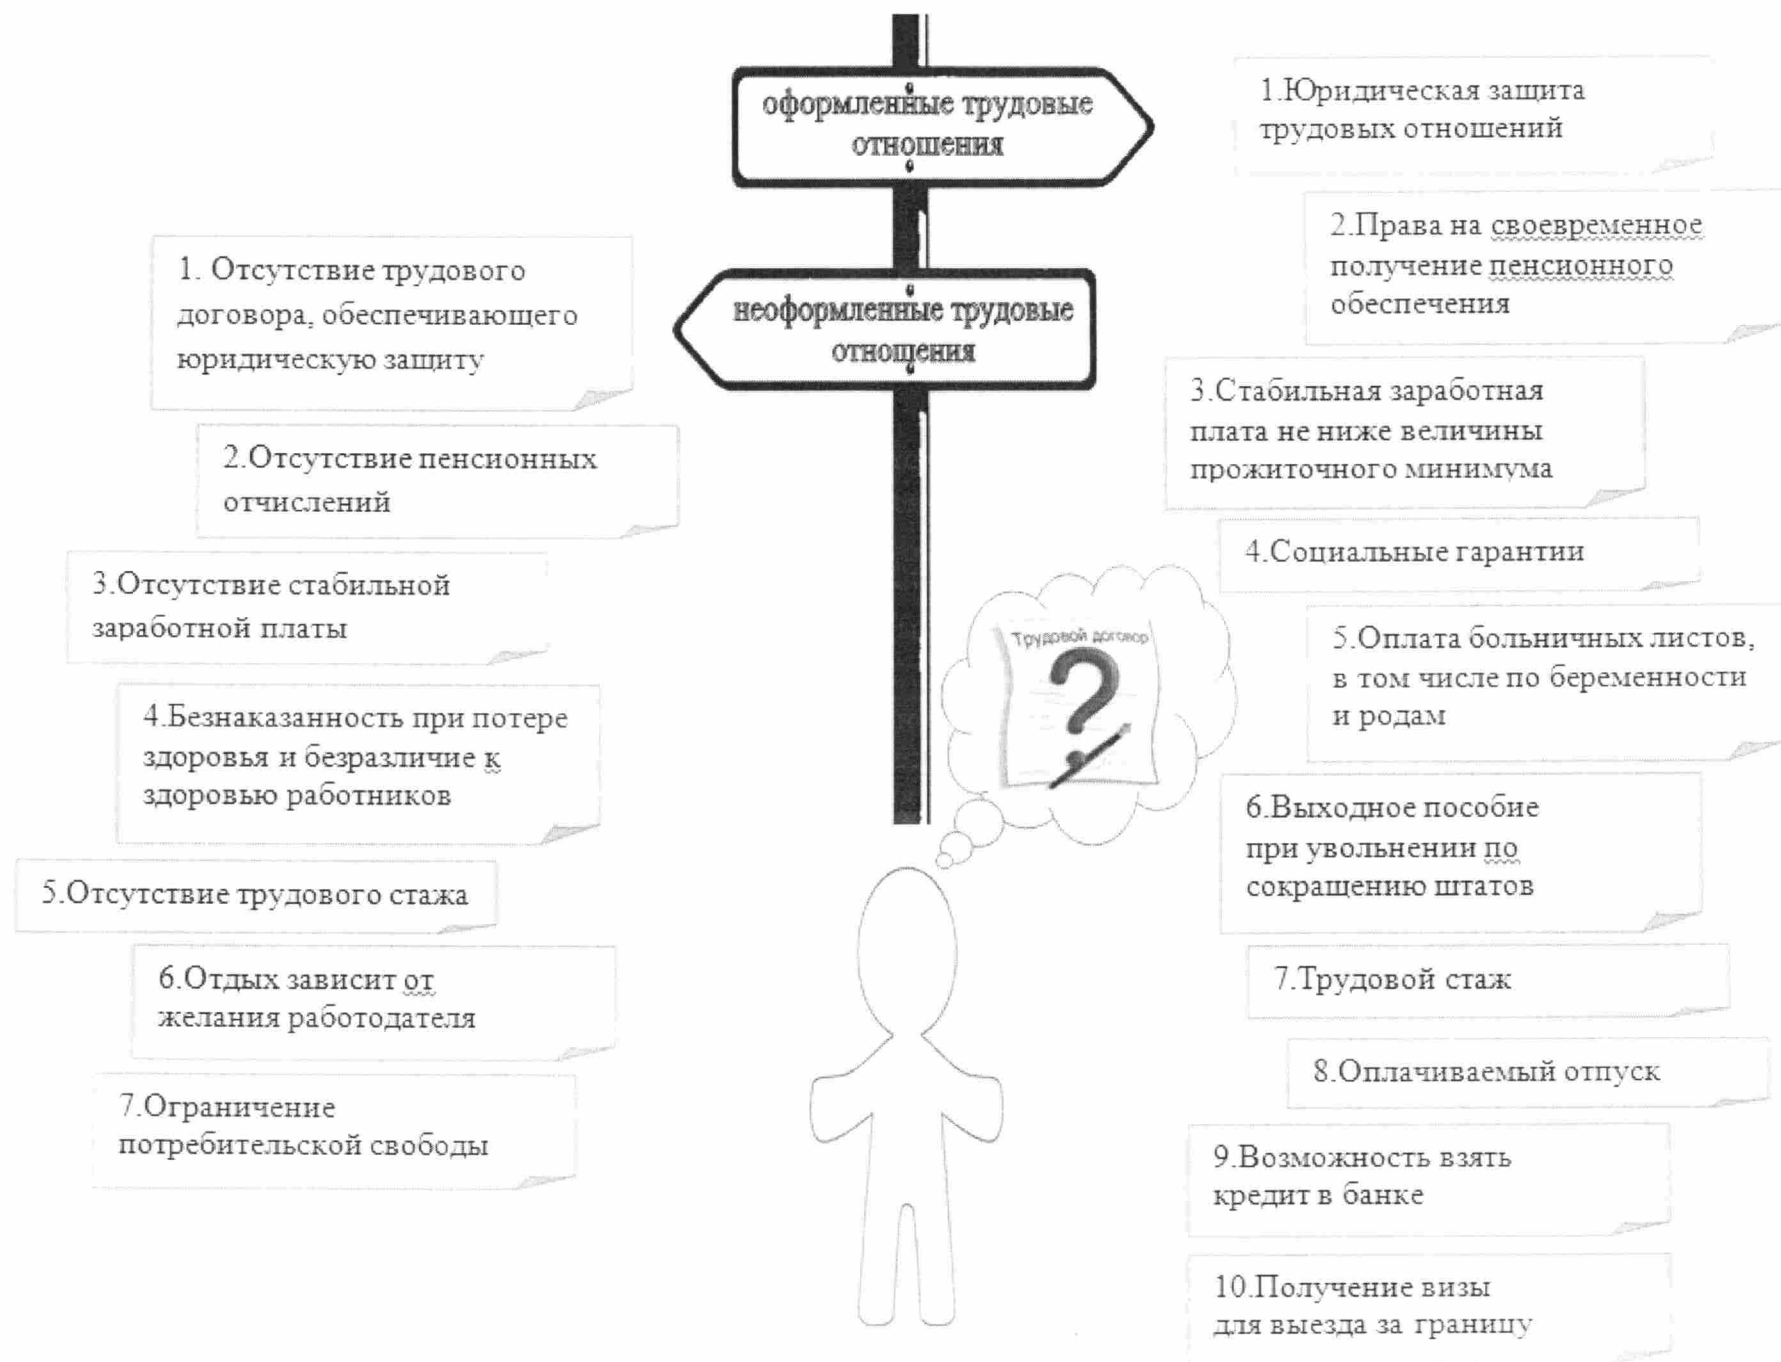 оформленные трудовые
отношения
неоформленные трудовые
отношения
1. Отсутствие трудового
договора, обеспечивающего
юридическую защиту
2.Отсутствие пенсионных
отчислений
3.Отсутствие стабильной
заработной платы
4.Безнаказанность при потере
здоровья и безразличие к
здоровью работников
5.Отсутствие трудового стажа
6.Отдых зависит от
желания работодателя
7.Ограничение
потребительской свободы
Трудовой договор
?
1.Юридическая защита
трудовых отношений
2.Права на своевременное
получение пенсионного
обеспечения
3.Стабильная заработная
плата не ниже величины
прожиточного минимума
4.Социальные гарантии
5.Оплата больничных листов,
в том числе по беременности
и родам
6.Выходное пособие
при увольнении по
сокращению штатов
7.Трудовой стаж
8.Оплачиваемый отпуск
9.Возможность взять
кредит в банке
10.Получение визы
для выезда за границу